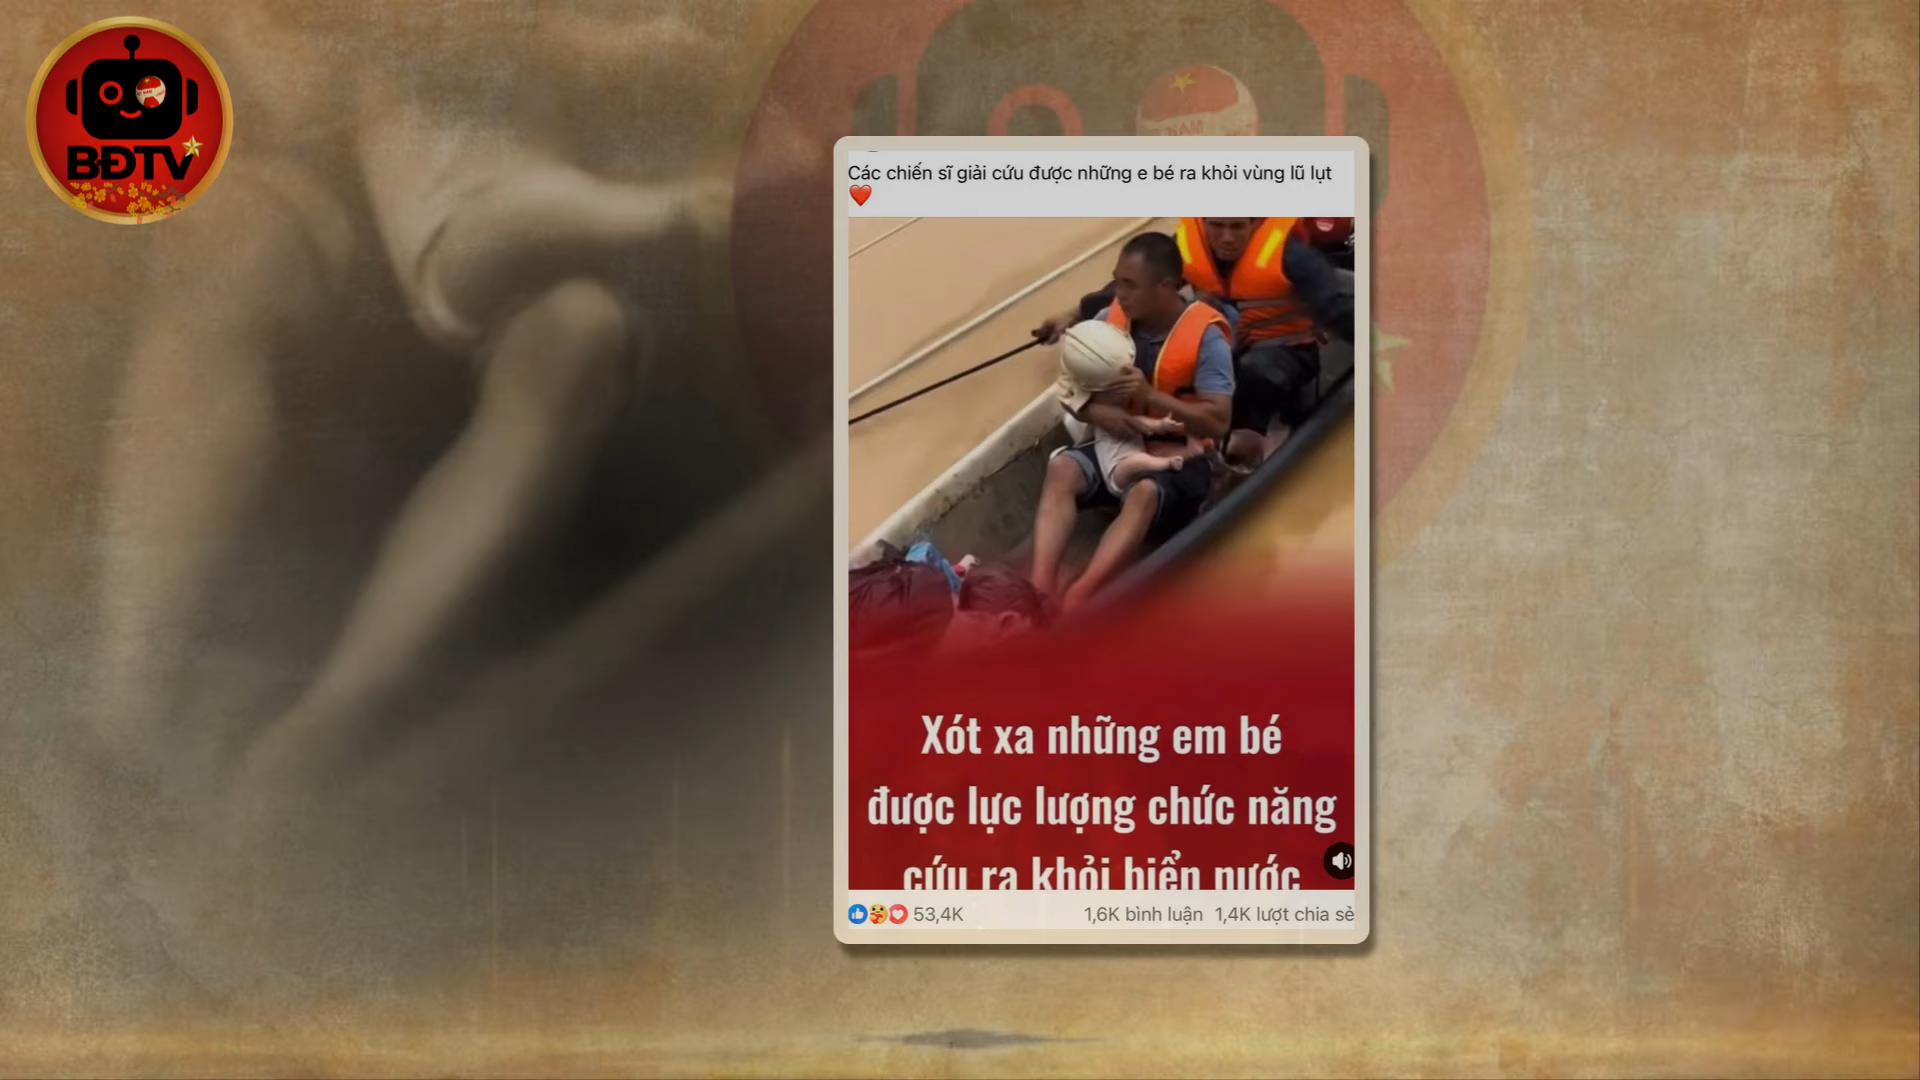 BĐTV
Các chiến sĩ giải cứu được những e bé ra khỏi vùng lũ lụt
❤️
Xót xa những em bé
được lực lượng chức năng
cứu ra khỏi biển nước
53,4K 1,6K bình luận 1,4K lượt chia sẻ